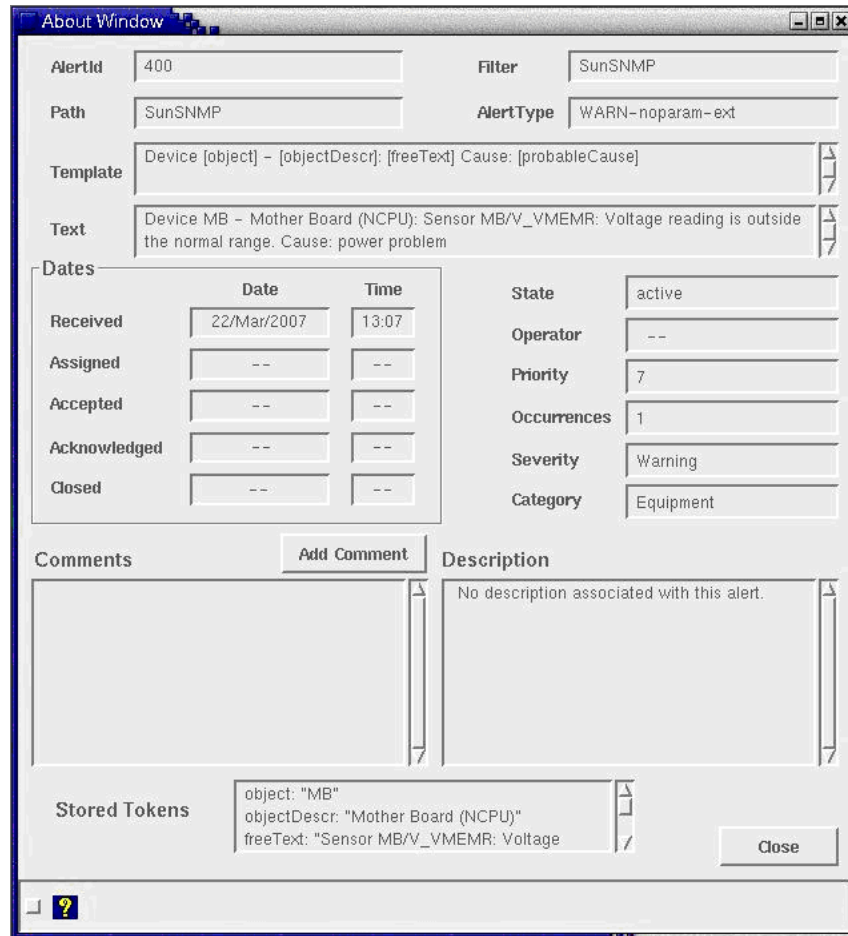 About Window
AlertId 400 Filter SunSNMP
Path SunSNMP AlertType WARN-noparam-ext
Template Device [object] - [objectDescr]: [freeText] Cause: [probableCause]
Text Device MB - Mother Board (NCPU): Sensor MB/V_VMEMR: Voltage reading is outside
the normal range. Cause: power problem
Dates
Date Time
Received 22/Mar/2007 13:07
Assigned -- --
Accepted -- --
Acknowledged -- --
Closed -- --
State active
Operator --
Priority 7
Occurrences 1
Severity Warning
Category Equipment
Comments Add Comment
Description
No description associated with this alert.
Stored Tokens
object: "MB"
objectDescr: "Mother Board (NCPU)"
freeText: "Sensor MB/V_VMEMR: Voltage
Close
?